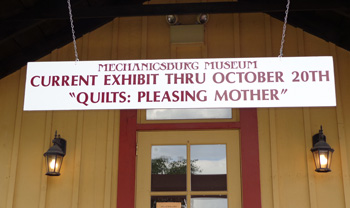 MECHANICSBURG MUSEUM
CURRENT EXHIBIT THRU OCTOBER 20TH
"QUILTS: PLEASING MOTHER"